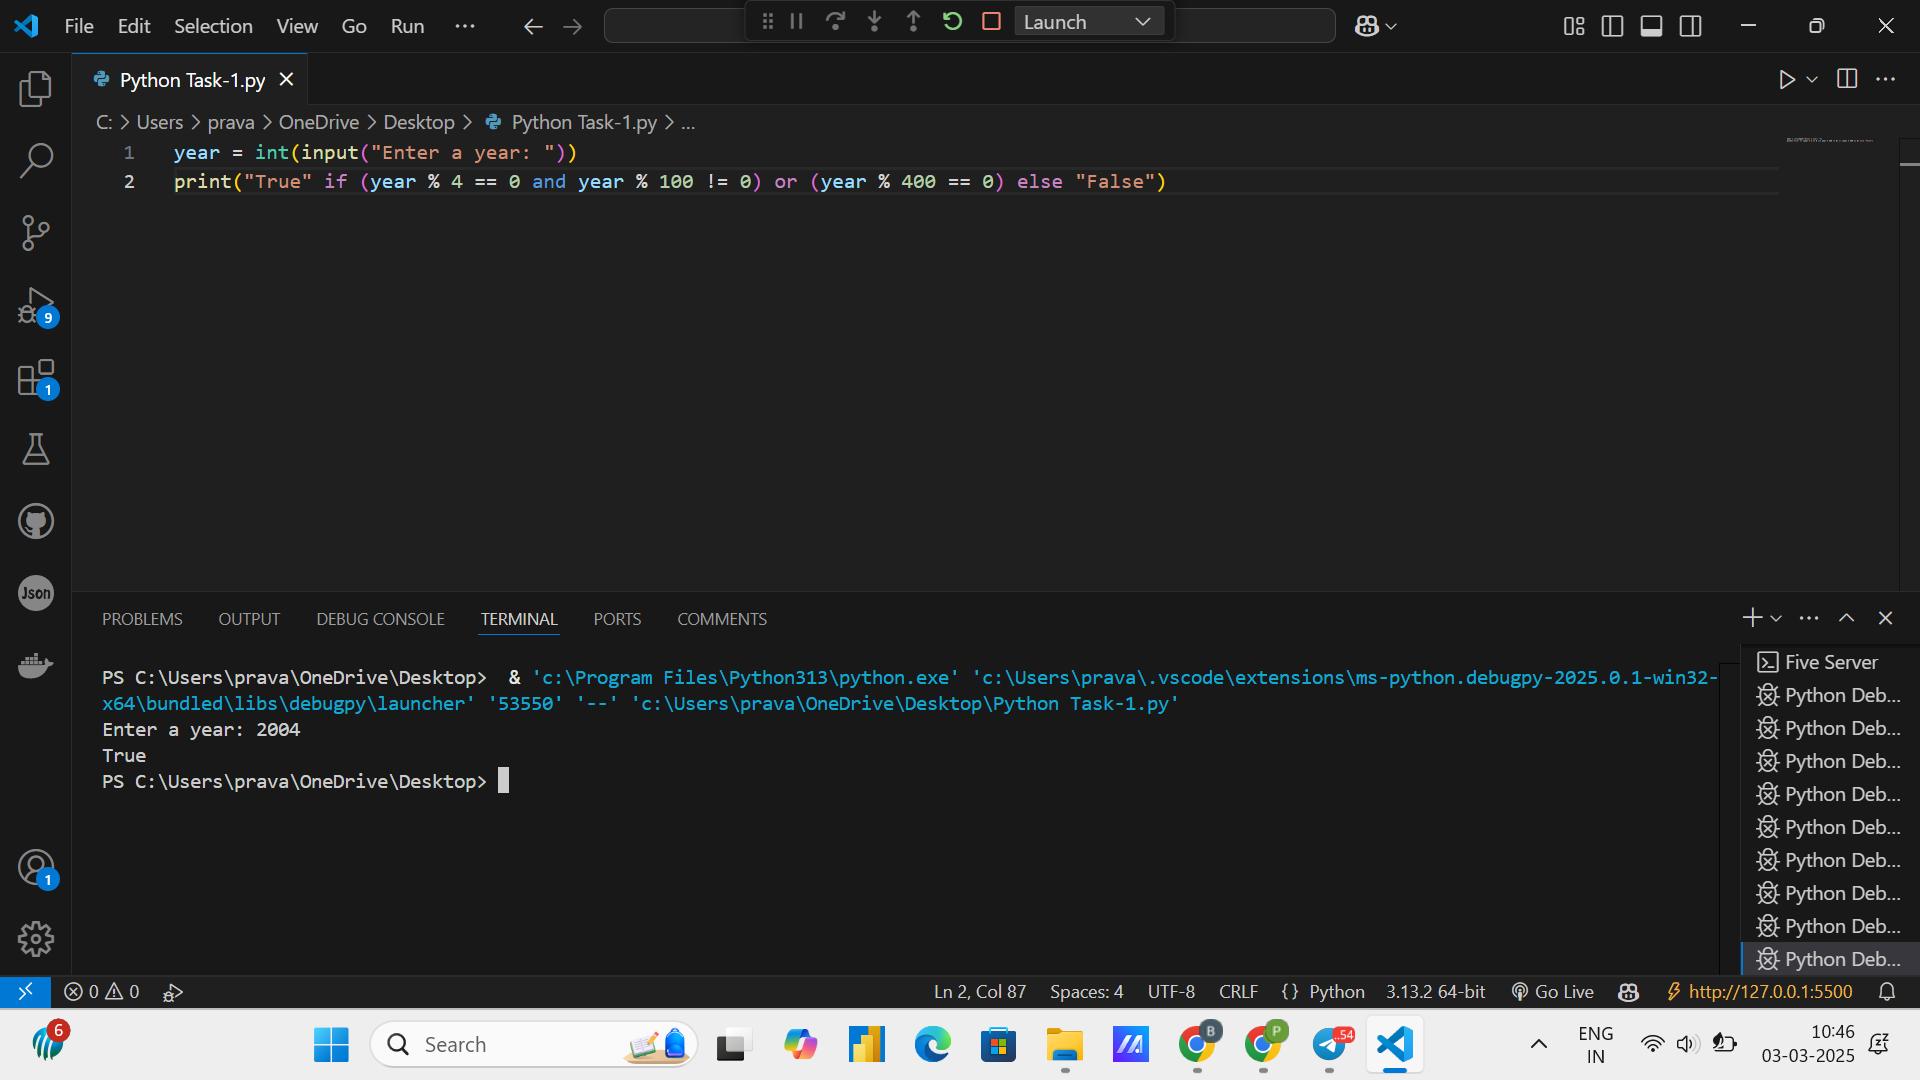 File Edit Selection View Go Run ··· Launch
Python Task-1.py
C: > Users > prava > OneDrive > Desktop > Python Task-1.py > ...
1 year = int(input("Enter a year: "))
2 print("True" if (year % 4 == 0 and year % 100 != 0) or (year % 400 == 0) else "False")
9
1
Json
1
PROBLEMS OUTPUT DEBUG CONSOLE TERMINAL PORTS COMMENTS
PS C:\Users\prava\OneDrive\Desktop>  & 'c:\Program Files\Python313\python.exe' 'c:\Users\prava\.vscode\extensions\ms-python.debugpy-2025.0.1-win32-
x64\bundled\libs\debugpy\launcher' '53550' '--' 'c:\Users\prava\OneDrive\Desktop\Python Task-1.py'
Enter a year: 2004
True
PS C:\Users\prava\OneDrive\Desktop>
Five Server
Python Deb...
Python Deb...
Python Deb...
Python Deb...
Python Deb...
Python Deb...
Python Deb...
Python Deb...
Python Deb...
0 0 Ln 2, Col 87 Spaces: 4 UTF-8 CRLF {} Python 3.13.2 64-bit Go Live http://127.0.0.1:5500
6 Search B P 54 ENG 10:46
IN 03-03-2025